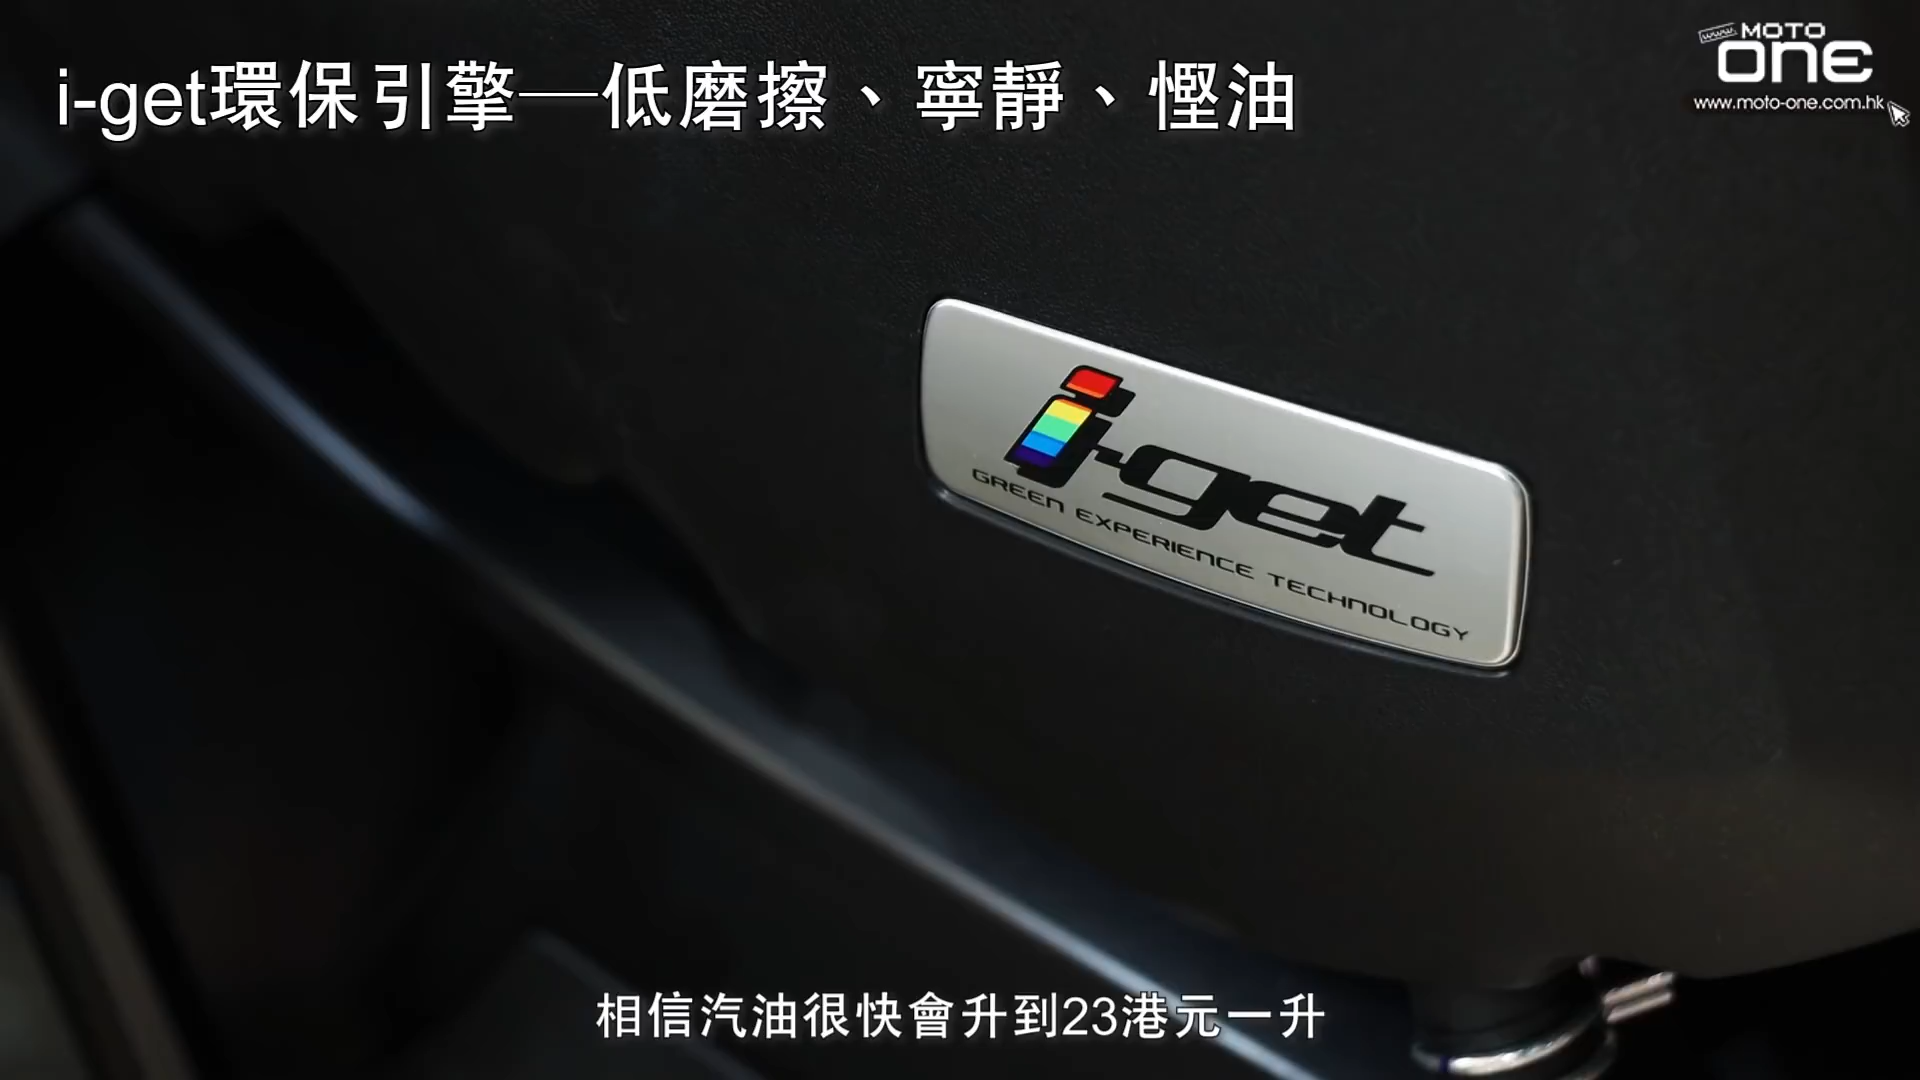 i-get環保引擎—低磨擦、寧靜、慳油
www MOTO
ONE
www.moto-one.com.hk
i-get
GREEN EXPERIENCE TECHNOLOGY
相信汽油很快會升到23港元一升